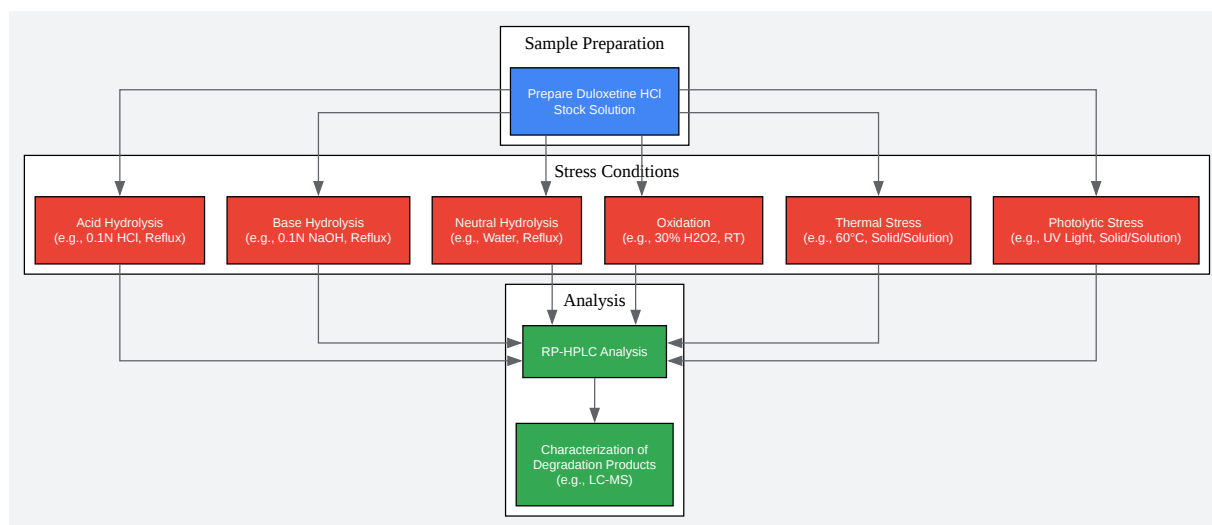 Sample Preparation
Prepare Duloxetine HCl
Stock Solution
Stress Conditions
Acid Hydrolysis
(e.g., 0.1N HCl, Reflux)
Base Hydrolysis
(e.g., 0.1N NaOH, Reflux)
Neutral Hydrolysis
(e.g., Water, Reflux)
Oxidation
(e.g., 30% H2O2, RT)
Thermal Stress
(e.g., 60°C, Solid/Solution)
Photolytic Stress
(e.g., UV Light, Solid/Solution)
Analysis
RP-HPLC Analysis
Characterization of
Degradation Products
(e.g., LC-MS)